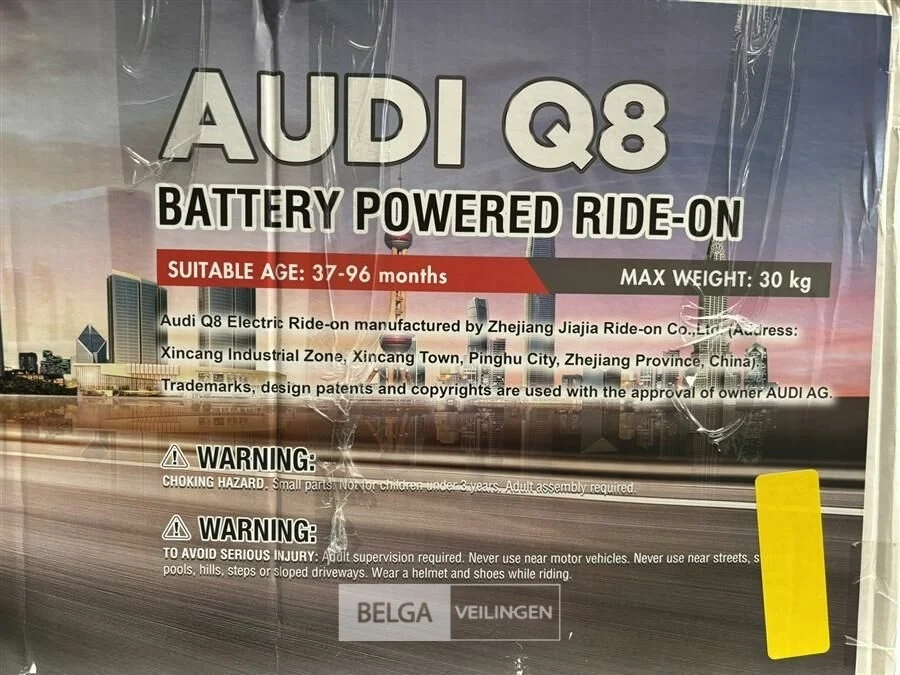 AUDI Q8
BATTERY POWERED RIDE-ON
SUITABLE AGE: 37-96 months MAX WEIGHT: 30 kg
Audi Q8 Electric Ride-on manufactured by Zhejiang Jiajia Ride-on Co.,Ltd. (Address:
Xincang Industrial Zone, Xincang Town, Pinghu City, Zhejiang Province, China).
Trademarks, design patents and copyrights are used with the approval of owner AUDI AG.
WARNING:
CHOKING HAZARD. Small parts. Not for children under 3 years. Adult assembly required.
WARNING:
TO AVOID SERIOUS INJURY: Adult supervision required. Never use near motor vehicles. Never use near streets,
pools, hills, steps or sloped driveways. Wear a helmet and shoes while riding.
BELGA VEILINGEN